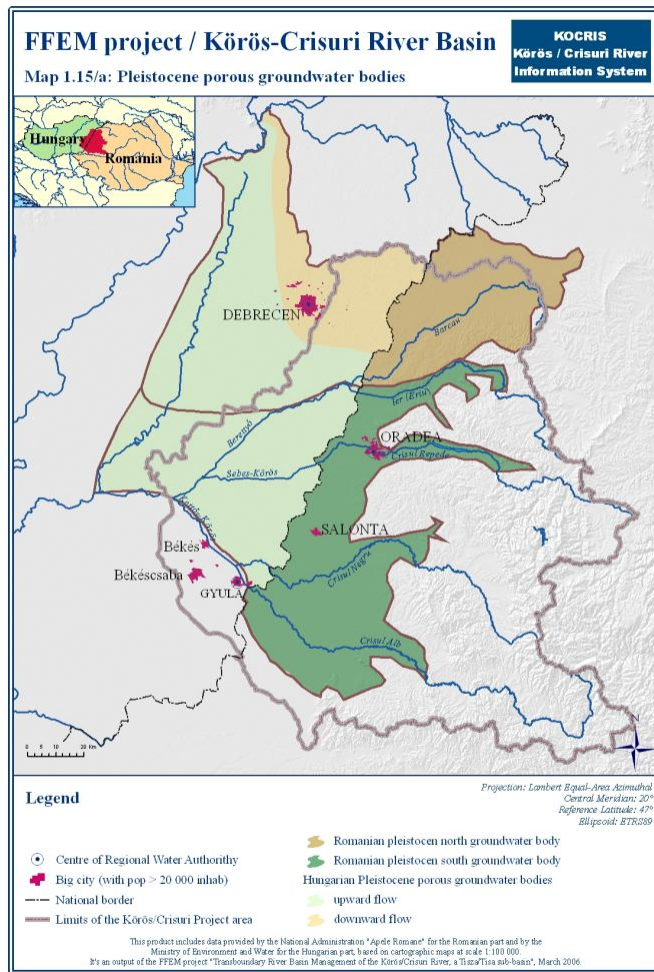 FFEM project / Körös-Crisuri River Basin
Map 1.15/a: Pleistocene porous groundwater bodies
KOCRIS
Körös / Crisuri River
Information System
Hungary
Romania
DEBRECEN
Barcau
Ier (Eriu)
Berettyó
ORADEA
Crisul Repede
Sebes-Körös
SALONTA
Békés
Békéscsaba
GYULA
Crisul Negru
Crisul Alb
N
0 5 10 20 Km
Projection: Lambert Equal-Area Azimuthal
Central Meridian: 20°
Reference Latitude: 47°
Ellipsoid: ETRS89
Legend
Centre of Regional Water Authorithy
Big city (with pop > 20 000 inhab)
National border
Limits of the Körös/Crisuri Project area
Romanian pleistocen north groundwater body
Romanian pleistocen south groundwater body
Hungarian Pleistocene porous groundwater bodies
upward flow
downward flow
This product includes data provided by the National Administration "Apele Romane" for the Romanian part and by the
Ministry of Environment and Water for the Hungarian part, based on cartographic maps at scale 1:100 000.
It's an output of the FFEM project "Transboundary River Basin Management of the Körös/Crisuri River, a Tisza/Tisa sub-basin", March 2006.